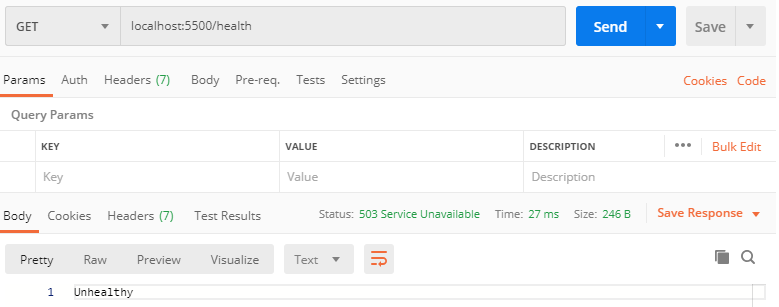 GET localhost:5500/health Send Save
Params Auth Headers (7) Body Pre-req. Tests Settings Cookies Code
Query Params
KEY VALUE DESCRIPTION ••• Bulk Edit
Key Value Description
Body Cookies Headers (7) Test Results Status: 503 Service Unavailable Time: 27 ms Size: 246 B Save Response
Pretty Raw Preview Visualize Text
1 Unhealthy